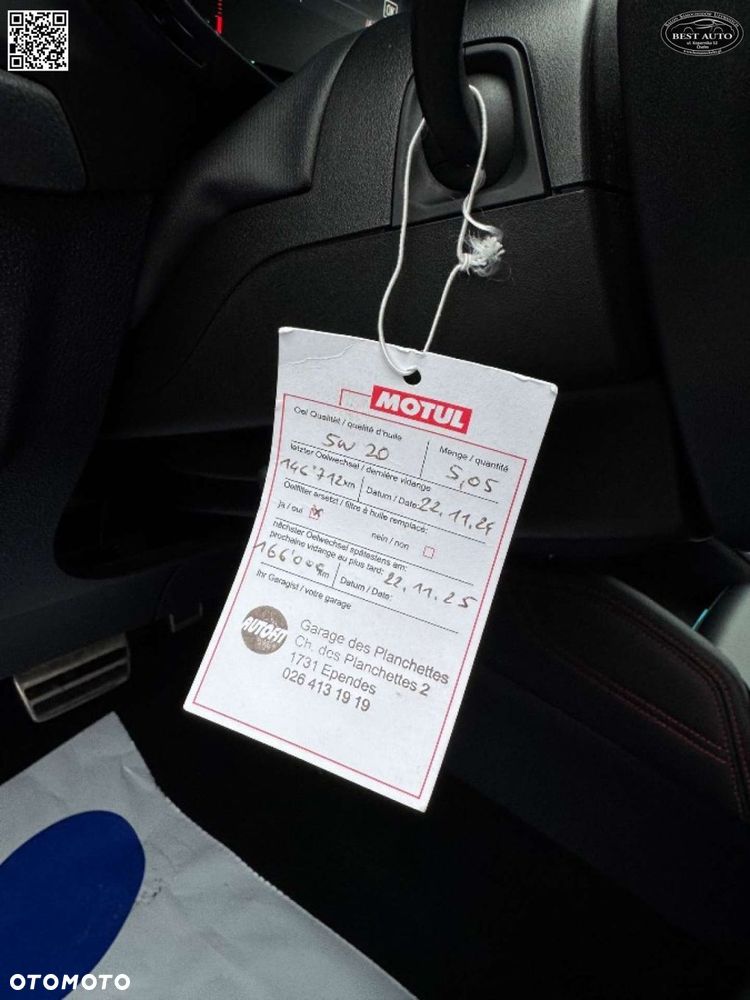 BEST AUTO
MOTUL
Oel Qualität / qualité d'huile
Menge / quantité
5W 20
5,05
letzter Oelwechsel / dernière vidange
146'712 km
Datum / Date: 22.11.24
Oelfilter ersetzt / filtre à huile remplacé:
ja / oui
nein / non
nächster Oelwechsel spätestens am:
prochaine vidange au plus tard:
166'000 km
Datum / Date: 22.11.25
Ihr Garagist / votre garage
AUTOFIT
Garage des Planchettes
Ch. des Planchettes 2
1731 Ependes
026 413 19 19
OTOMOTO